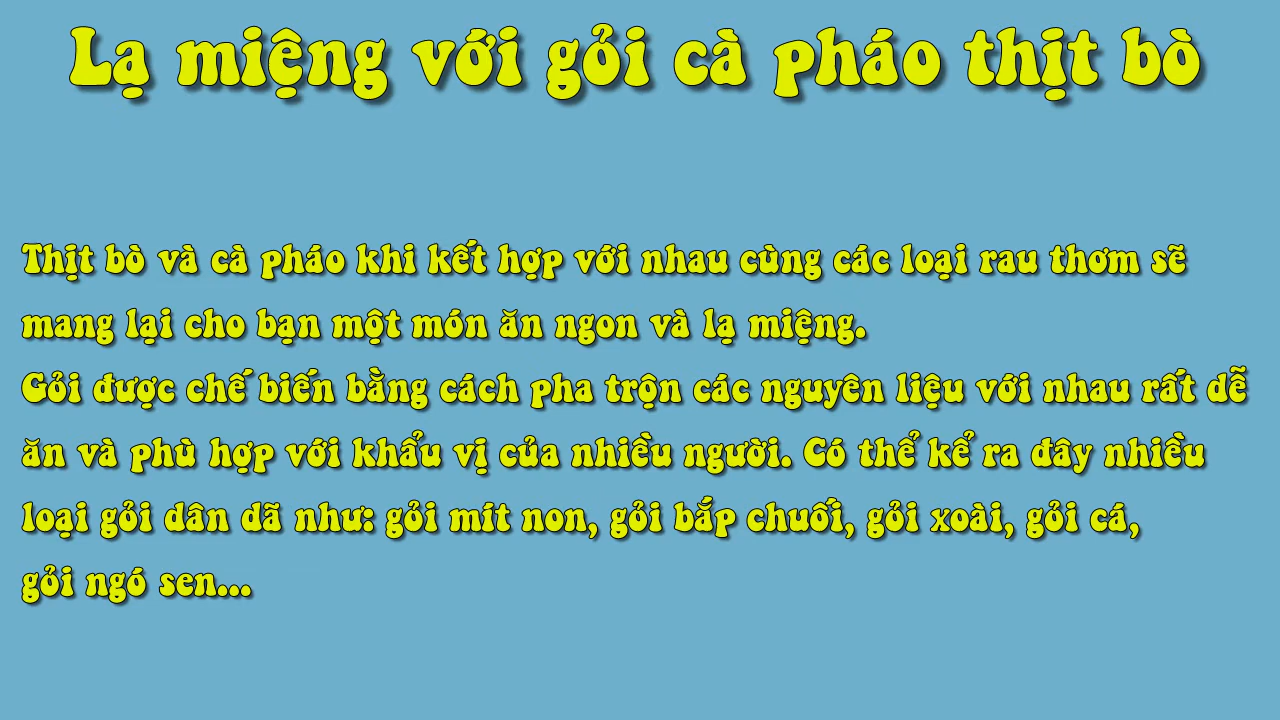 Lạ miệng với gỏi cà pháo thịt bò
Thịt bò và cà pháo khi kết hợp với nhau cùng các loại rau thơm sẽ
mang lại cho bạn một món ăn ngon và lạ miệng.
Gỏi được chế biến bằng cách pha trộn các nguyên liệu với nhau rất dễ
ăn và phù hợp với khẩu vị của nhiều người. Có thể kể ra đây nhiều
loại gỏi dân dã như: gỏi mít non, gỏi bắp chuối, gỏi xoài, gỏi cá,
gỏi ngó sen...